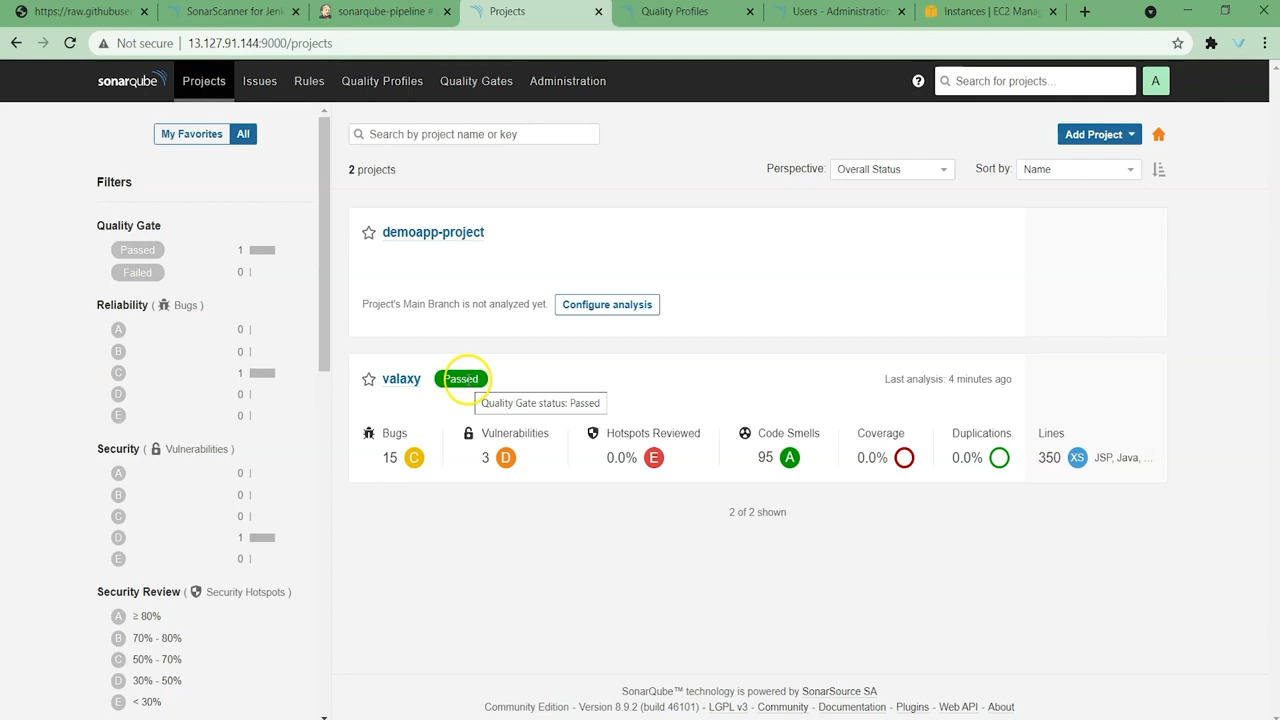 https://raw.githubuse
SonarScanner for Jenk
sonarqube-pipeline #
Projects
Quality Profiles
Users - Administration
Instances | EC2 Manag
Not secure
13.127.91.144:9000/projects
sonarqube
Projects
Issues
Rules
Quality Profiles
Quality Gates
Administration
?
Search for projects...
A
My Favorites
All
Search by project name or key
Add Project
2 projects
Perspective:
Overall Status
Sort by:
Name
Filters
Quality Gate
Passed
1
Failed
0
Reliability ( Bugs )
A
0
B
0
C
1
D
0
E
0
Security ( Vulnerabilities )
A
0
B
0
C
0
D
1
E
0
Security Review ( Security Hotspots )
A ≥ 80%
B 70% - 80%
C 50% - 70%
D 30% - 50%
E < 30%
demoapp-project
Project's Main Branch is not analyzed yet.
Configure analysis
valaxy
Passed
Last analysis: 4 minutes ago
Quality Gate status: Passed
Bugs
Vulnerabilities
Hotspots Reviewed
Code Smells
Coverage
Duplications
Lines
15 C
3 D
0.0% E
95 A
0.0%
0.0%
350 XS JSP, Java, ...
2 of 2 shown
SonarQube™ technology is powered by SonarSource SA
Community Edition - Version 8.9.2 (build 46101) - LGPL v3 - Community - Documentation - Plugins - Web API - About